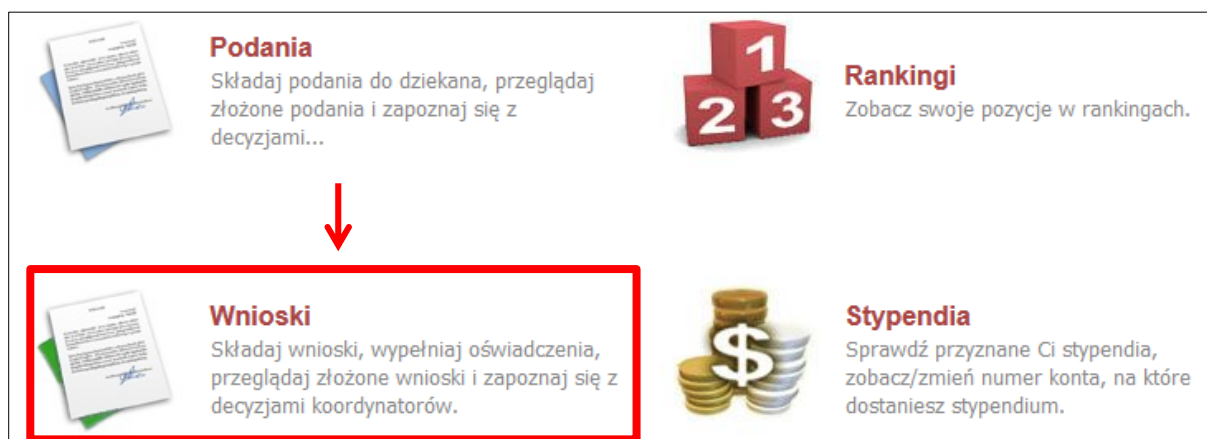 Podania
Składaj podania do dziekana, przeglądaj
złożone podania i zapoznaj się z
decyzjami...
1
2 3
Rankingi
Zobacz swoje pozycje w rankingach.
Wnioski
Składaj wnioski, wypełniaj oświadczenia,
przeglądaj złożone wnioski i zapoznaj się z
decyzjami koordynatorów.
$
Stypendia
Sprawdź przyznane Ci stypendia,
zobacz/zmień numer konta, na które
dostaniesz stypendium.